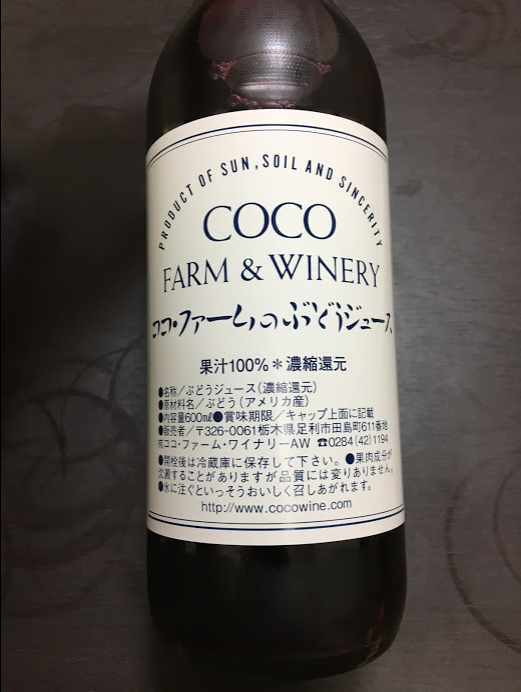 PRODUCT OF SUN, SOIL AND SINCERITY
COCO
FARM & WINERY
ココ・ファームのぶどうジュース
果汁100%*濃縮還元
●名称/ぶどうジュース(濃縮還元)
●原材料名/ぶどう(アメリカ産)
●内容量600mℓ●賞味期限/キャップ上面に記載
●販売者/〒326-0061栃木県足利市田島町611番地
㈲ココ・ファーム・ワイナリーAW ☎0284(42)1194
●開栓後は冷蔵庫に保存して下さい。●果肉成分が
沈澱することがありますが品質には変りありません。
●氷に注ぐといっそうおいしく召しあがれます。
http://www.cocowine.com